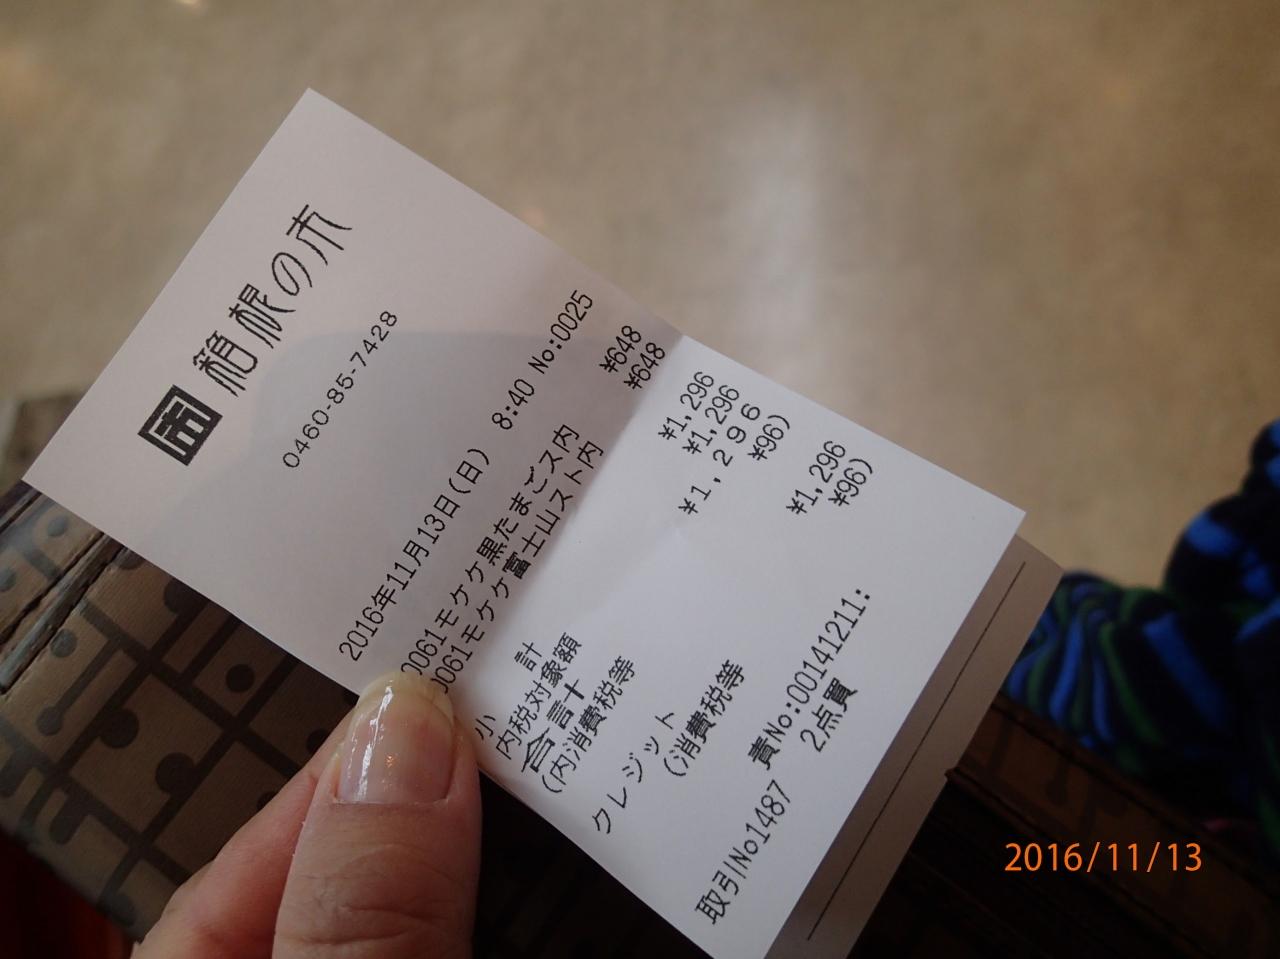 箱根の市
0460-85-7428
2016年11月13日(日) 8:40 No:0025
0061モケケ黒たまごス内 ¥648
0061モケケ富士山スト内 ¥648
小 計 ¥1,296
内税対象額 ¥1,296
合計 ¥1,296
(内消費税等 ¥96)
クレジット ¥1,296
(消費税等 ¥96)
責No:00141211:
取引No1487 2点買
2016/11/13